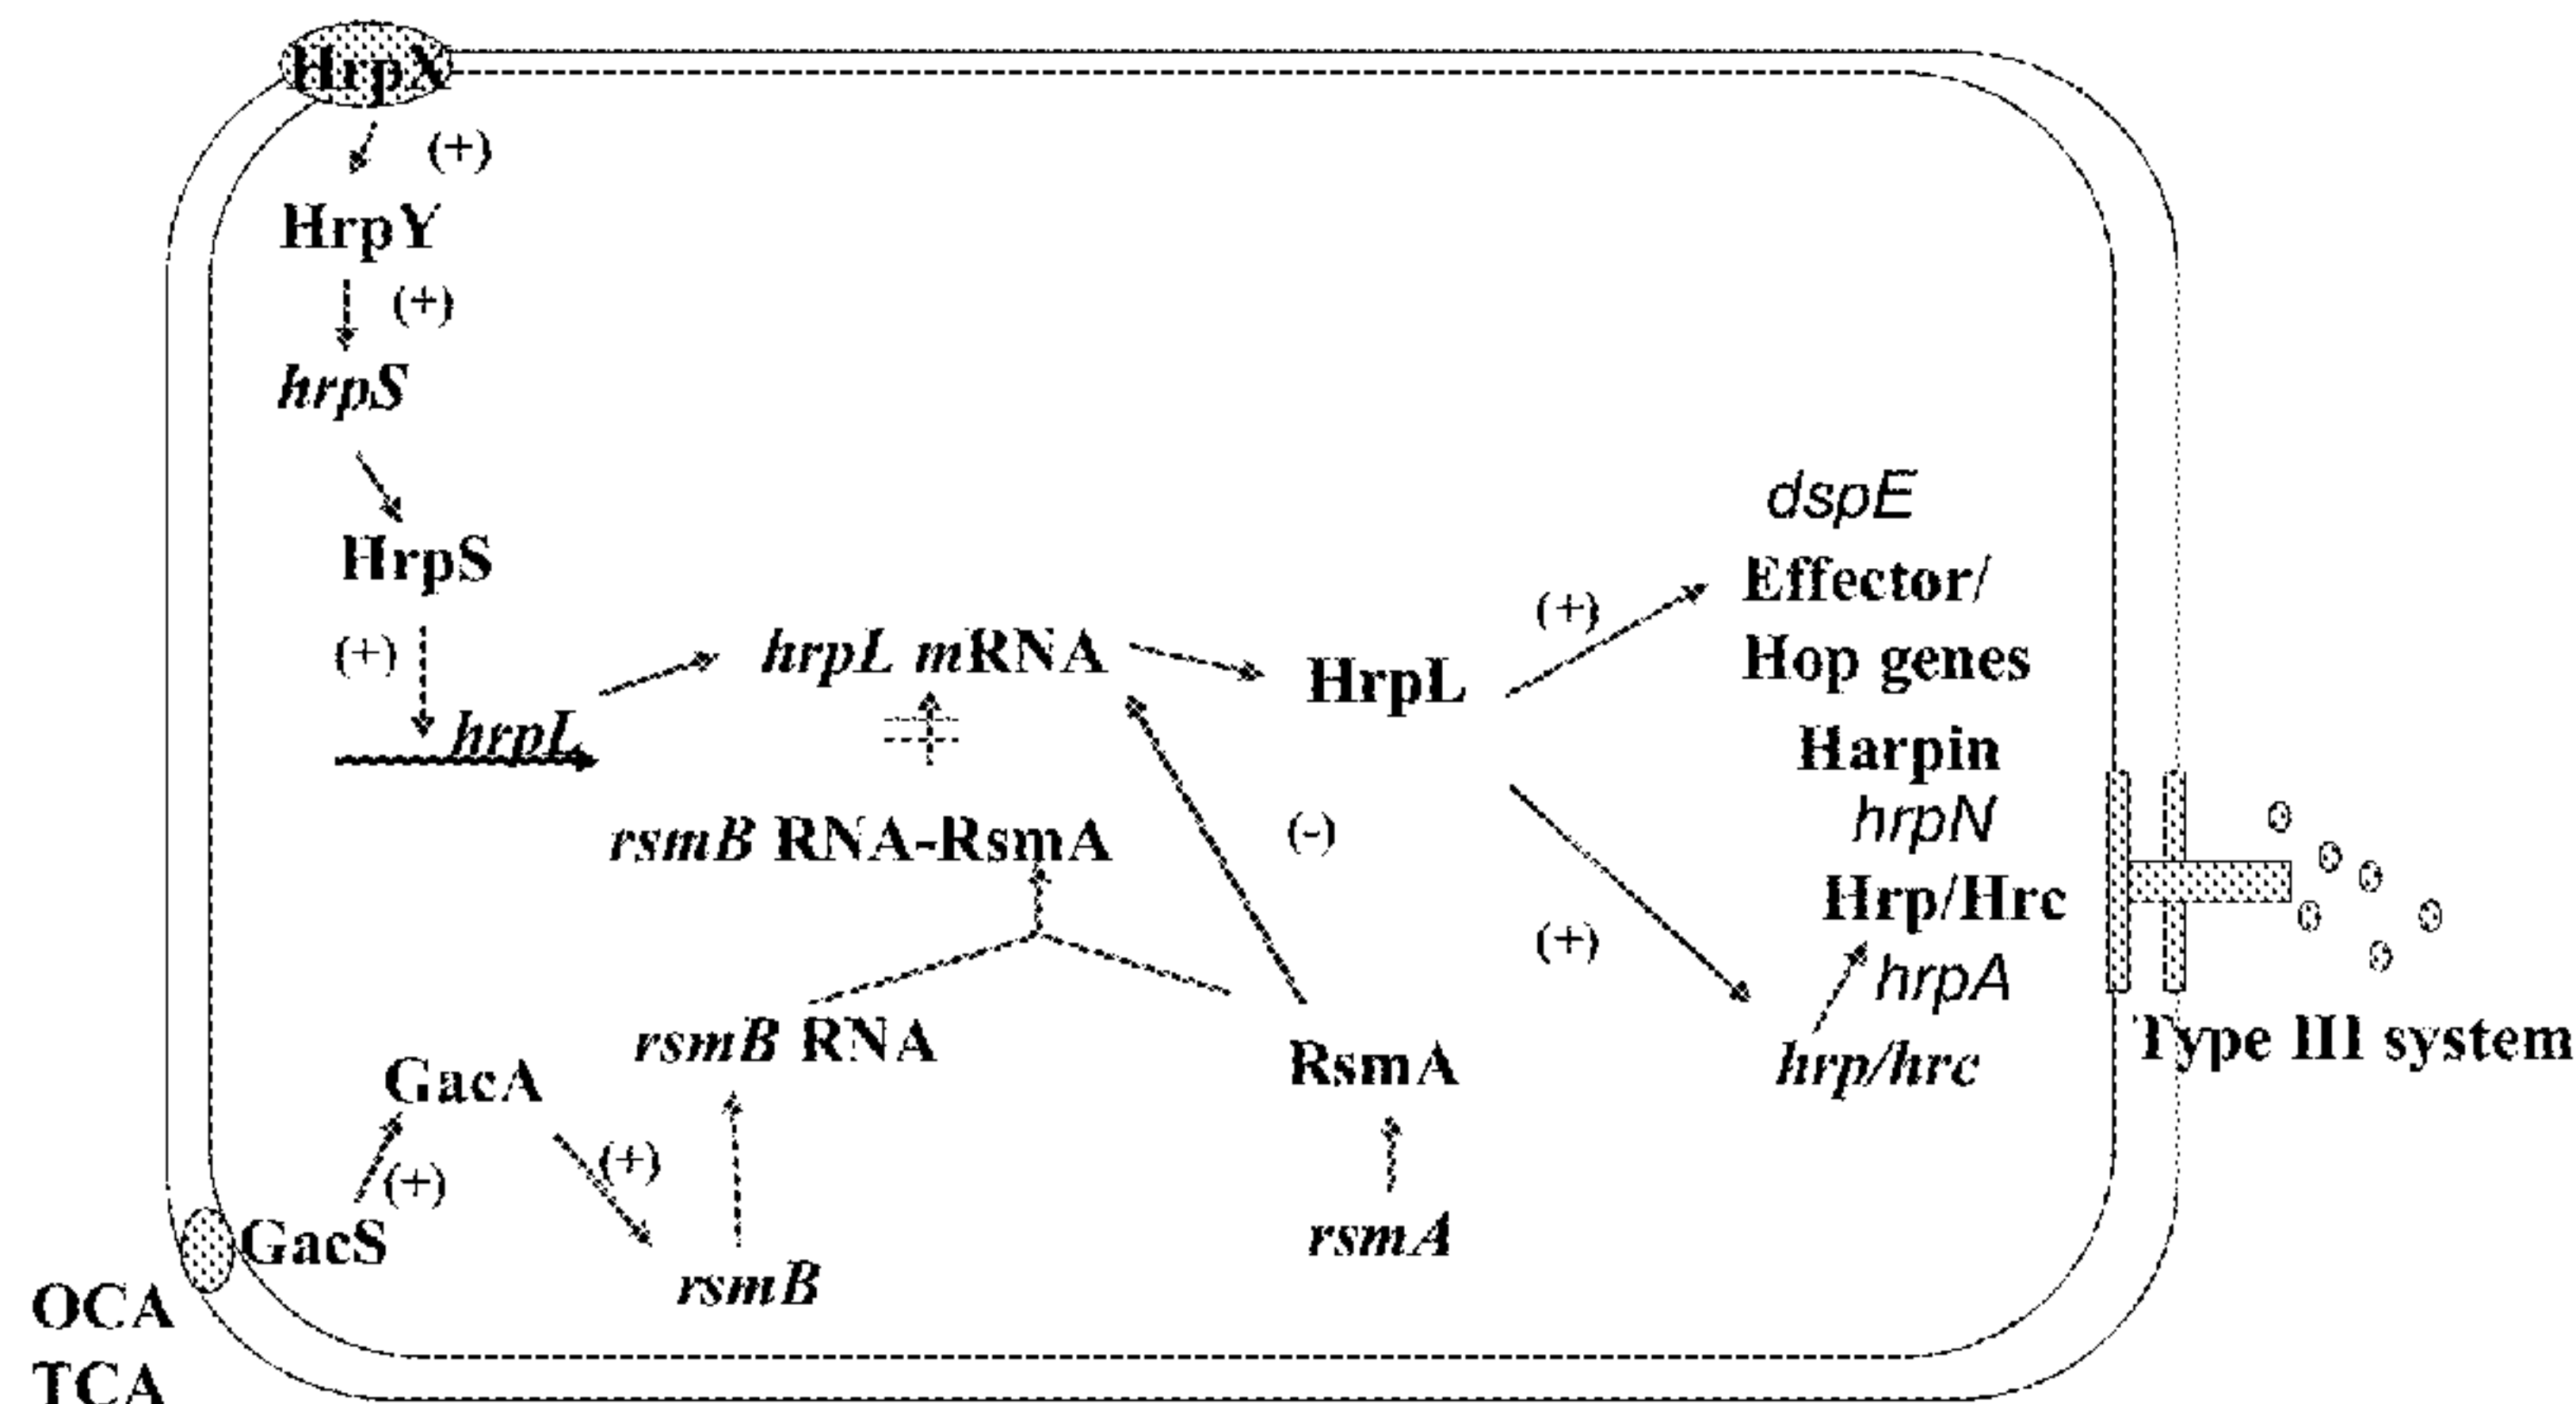 HrpX
(+)
HrpY
(+)
hrpS
HrpS
(+)
hrpL
hrpL mRNA
HrpL
(+)
dspE
Effector/
Hop genes
Harpin
hrpN
Hrp/Hrc
hrpA
hrp/hrc
(+)
(-)
rsmB RNA-RsmA
rsmB RNA
RsmA
rsmA
GacA
(+)
(+)
GacS
rsmB
OCA
TCA
Type III system